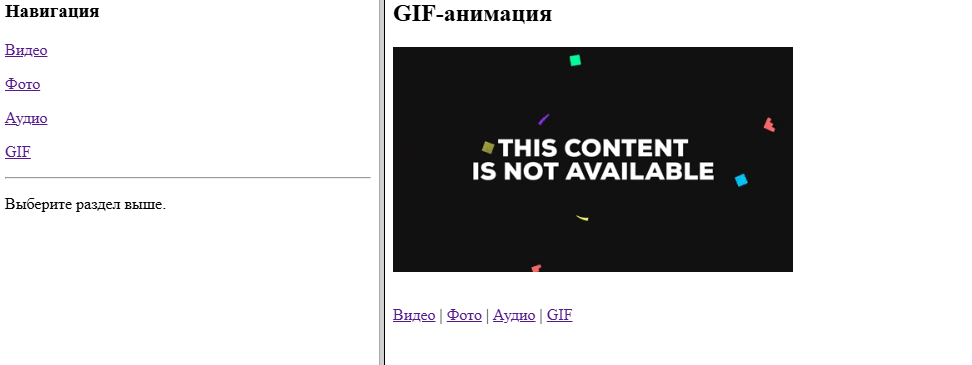 Навигация
Видео
Фото
Аудио
GIF
Выберите раздел выше.
GIF-анимация
THIS CONTENT
IS NOT AVAILABLE
Видео | Фото | Аудио | GIF